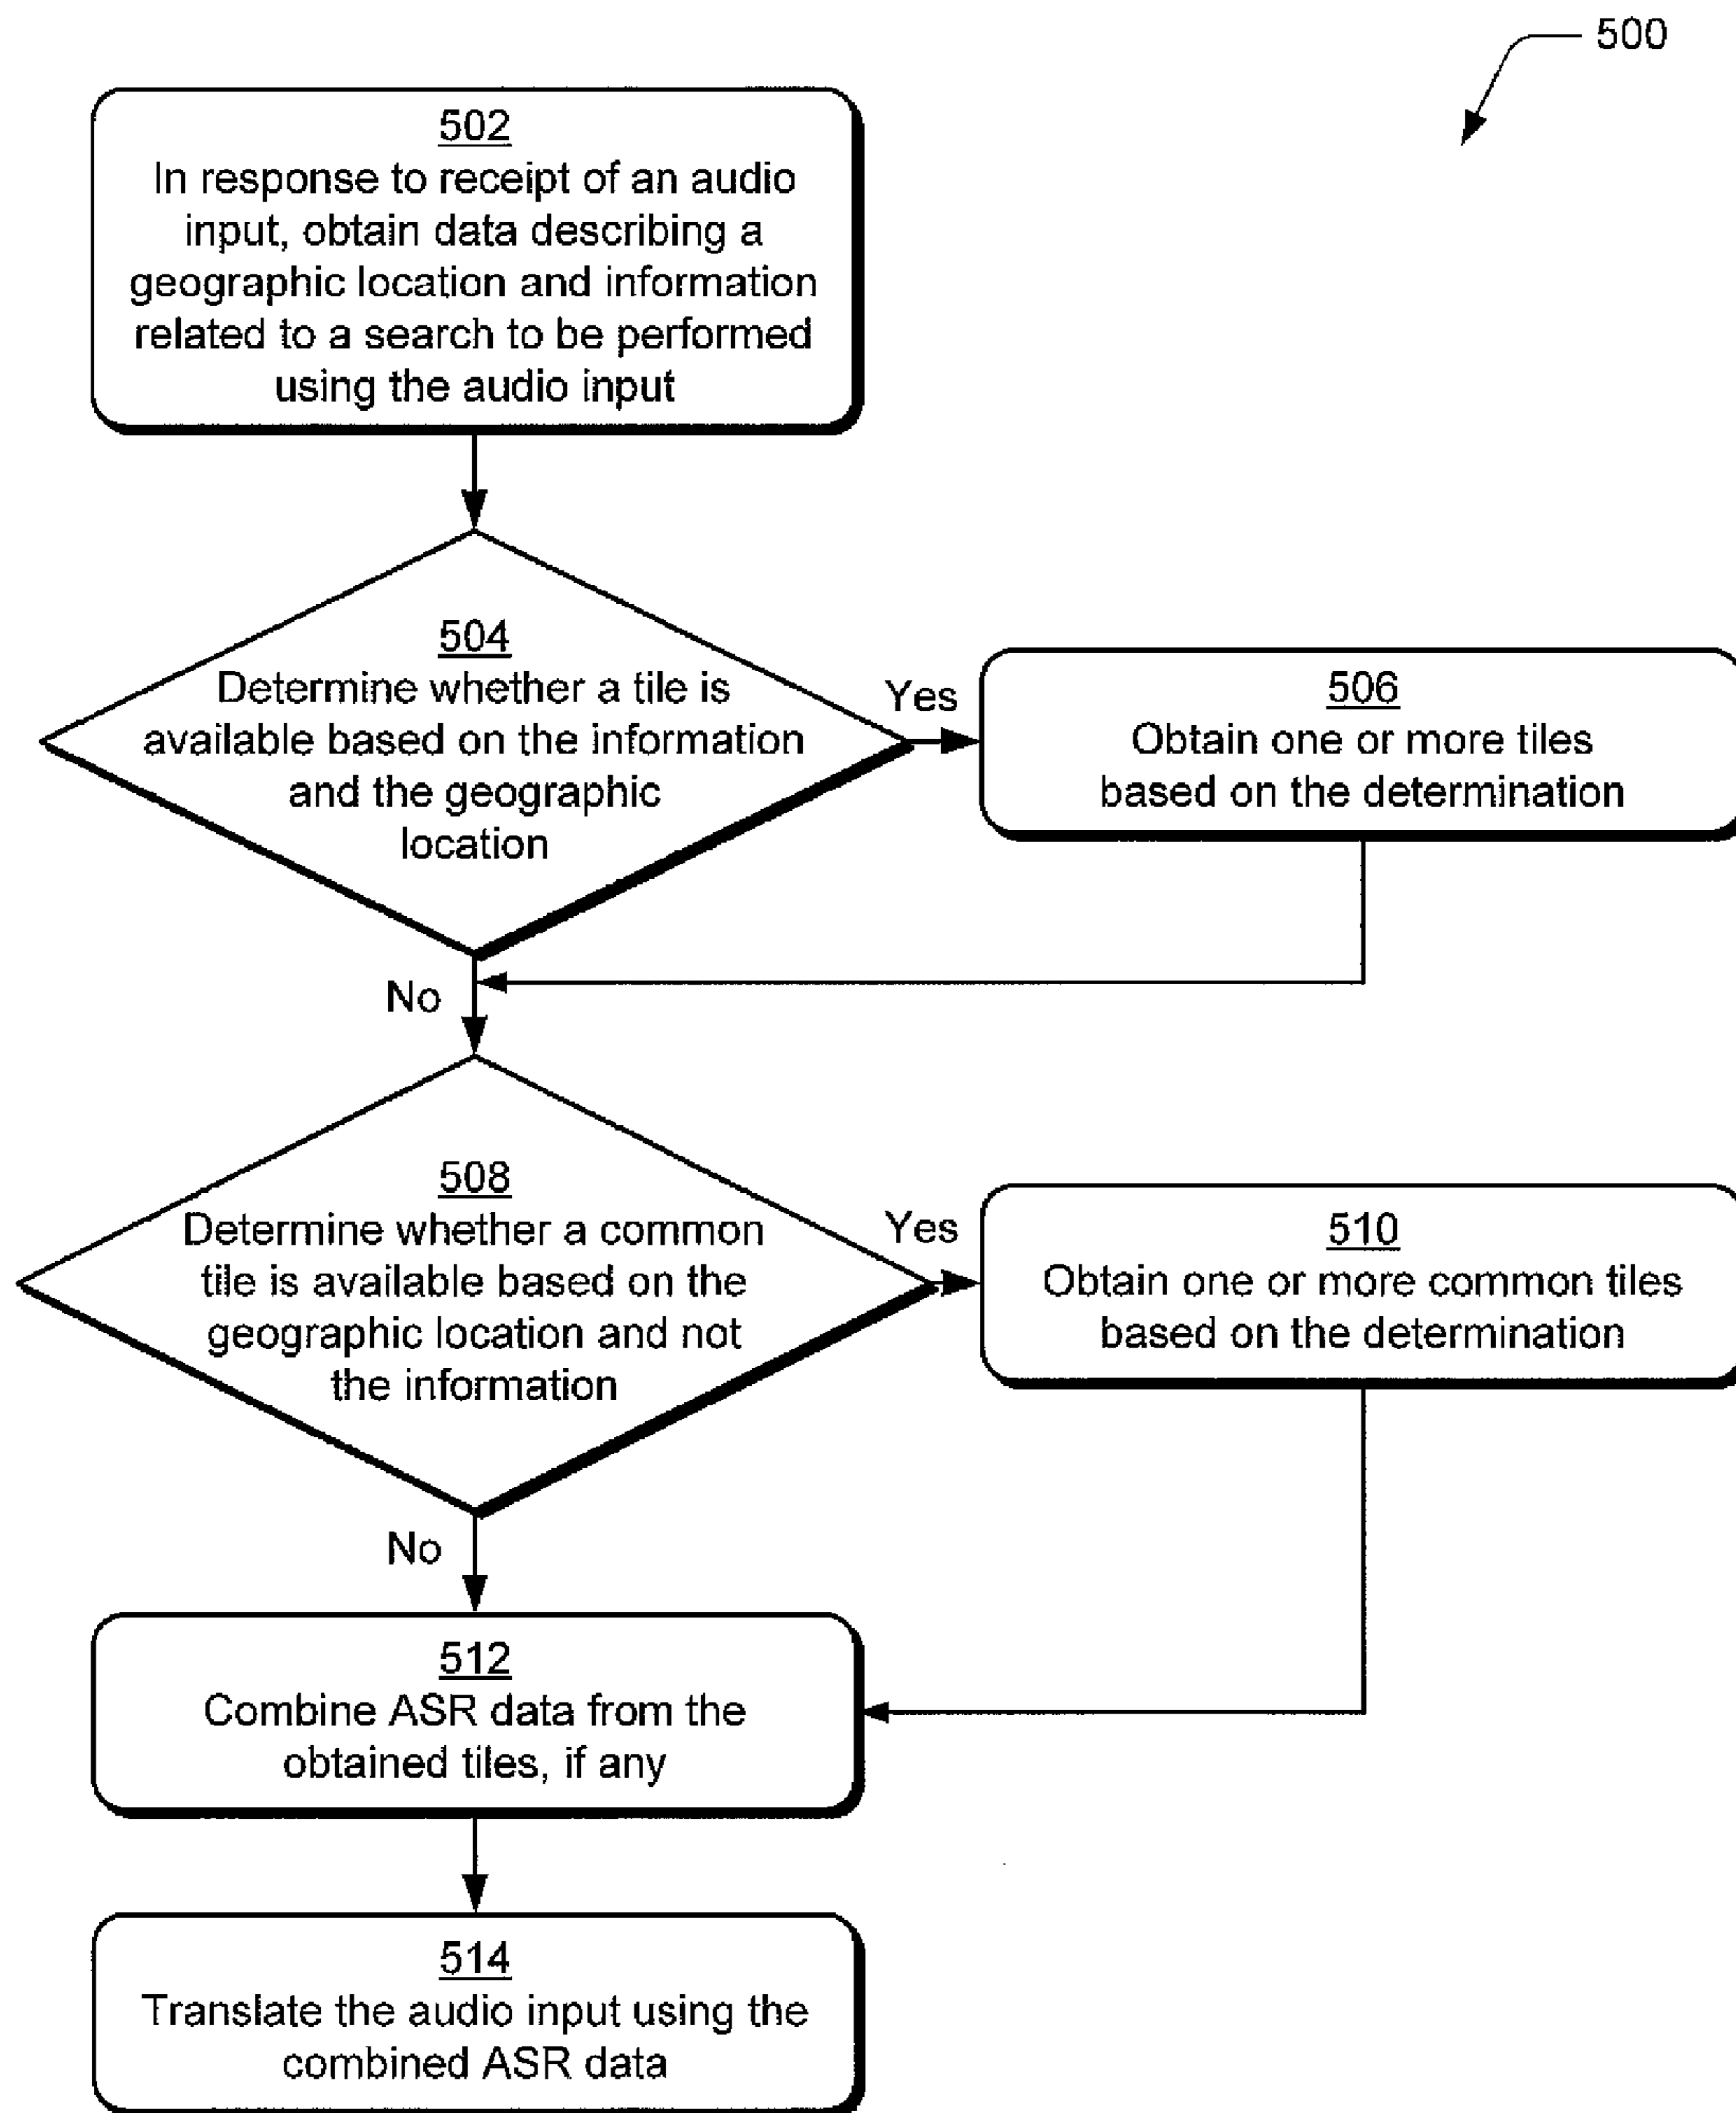 500
502
In response to receipt of an audio
input, obtain data describing a
geographic location and information
related to a search to be performed
using the audio input
504
Determine whether a tile is
available based on the information
and the geographic
location
Yes
506
Obtain one or more tiles
based on the determination
No
508
Determine whether a common
tile is available based on the
geographic location and not
the information
Yes
510
Obtain one or more common tiles
based on the determination
No
512
Combine ASR data from the
obtained tiles, if any
514
Translate the audio input using the
combined ASR data